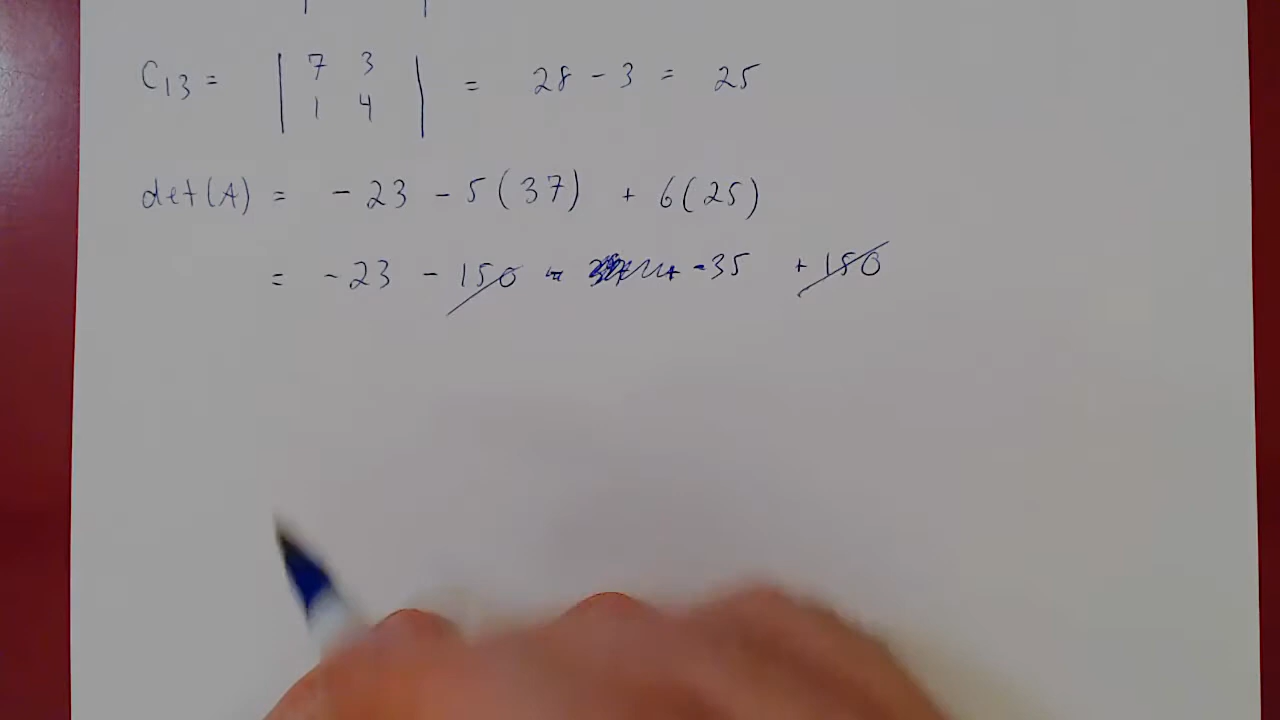 C13 = | 7 3 | = 28 - 3 = 25
| 1 4 |
det(A) = - 23 - 5(37) + 6(25)
= - 23 - 150 - -35 + 150